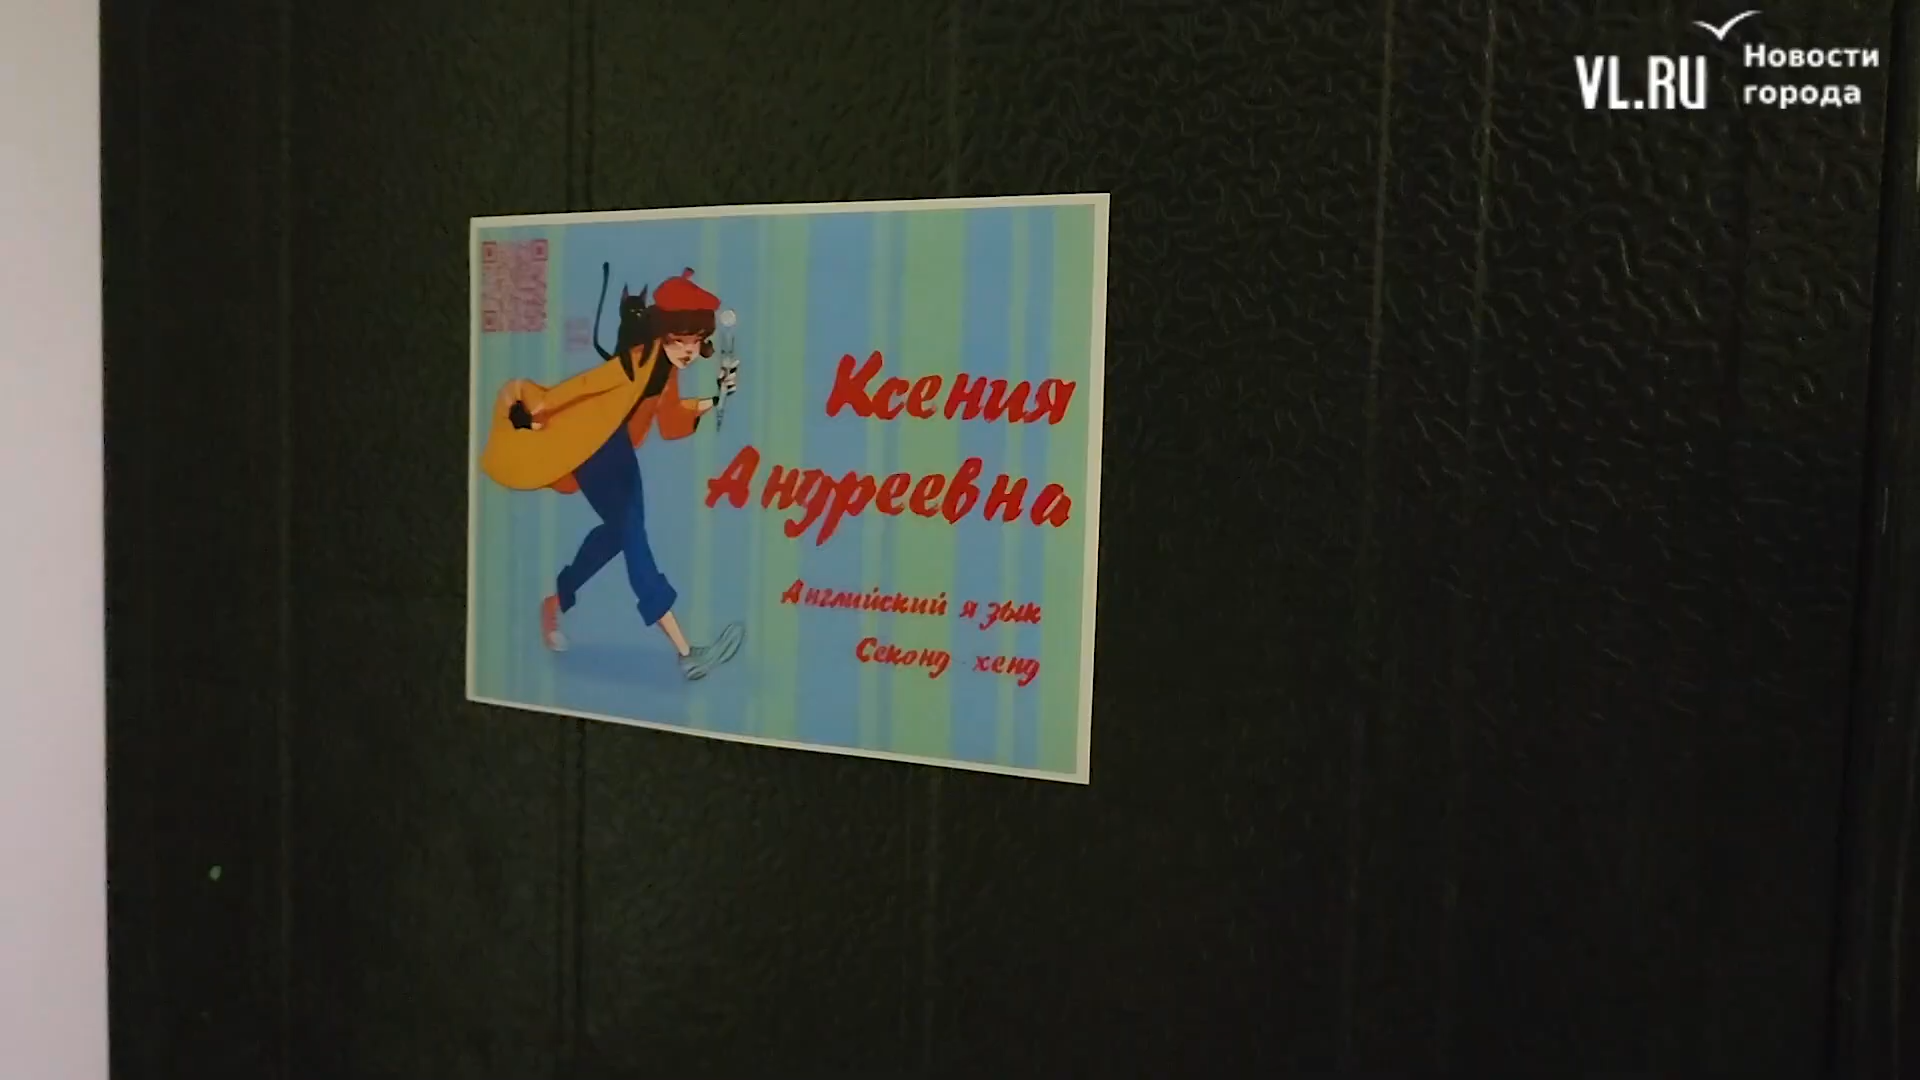 VL.RU
Новости
города
Ксения
Андреевна
Английский язык
Секонд-хенд